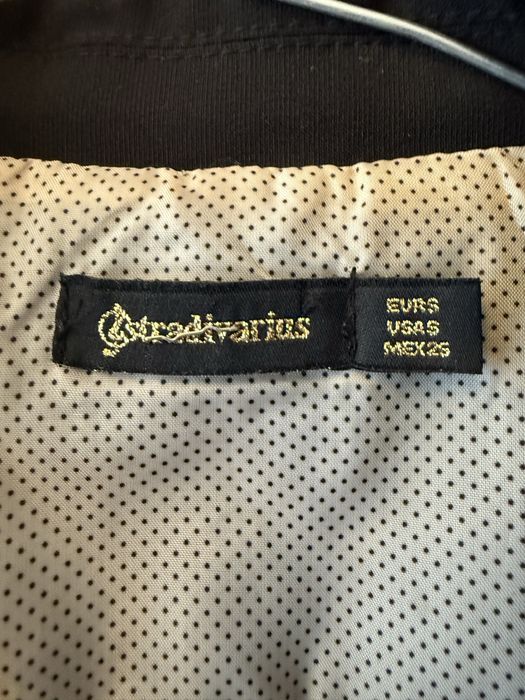 stradivarius
EUR S
USA S
MEX 26